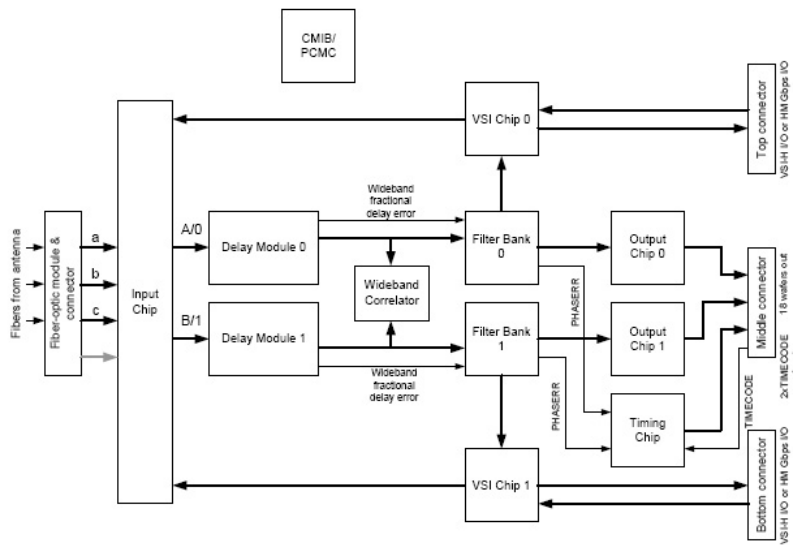 CMIB/
PCMC
VSI Chip 0
Top connector
VSI-H I/O or HM Gbps I/O
Fibers from antenna
Fiber-optic module &
connector
a
b
c
Input
Chip
A/0
B/1
Delay Module 0
Delay Module 1
Wideband
fractional
delay error
Wideband
Correlator
Wideband
fractional
delay error
Filter Bank
0
Filter Bank
1
PHASERR
PHASERR
Output
Chip 0
Output
Chip 1
Timing
Chip
TIMECODE
Middle connector
18 wafers out
2xTIMECODE
VSI Chip 1
Bottom connector
VSI-H I/O or HM Gbps I/O